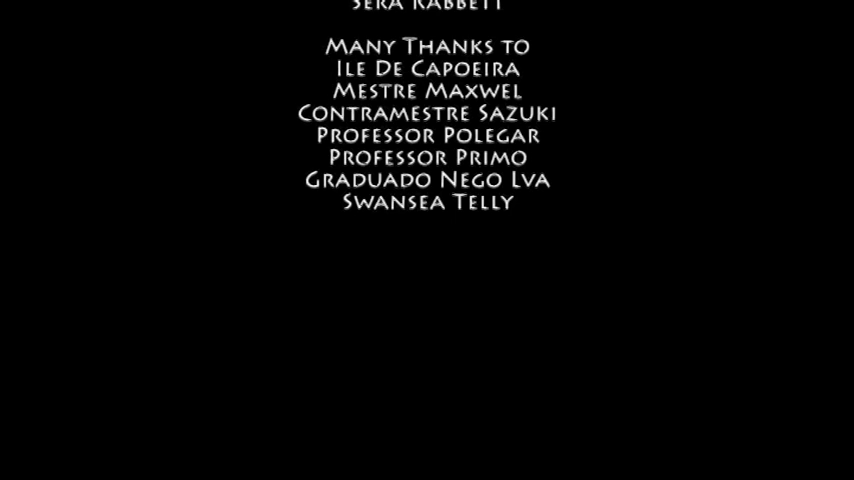 SERA RABBETT
MANY THANKS TO
ILE DE CAPOEIRA
MESTRE MAXWEL
CONTRAMESTRE SAZUKI
PROFESSOR POLEGAR
PROFESSOR PRIMO
GRADUADO NEGO LVA
SWANSEA TELLY